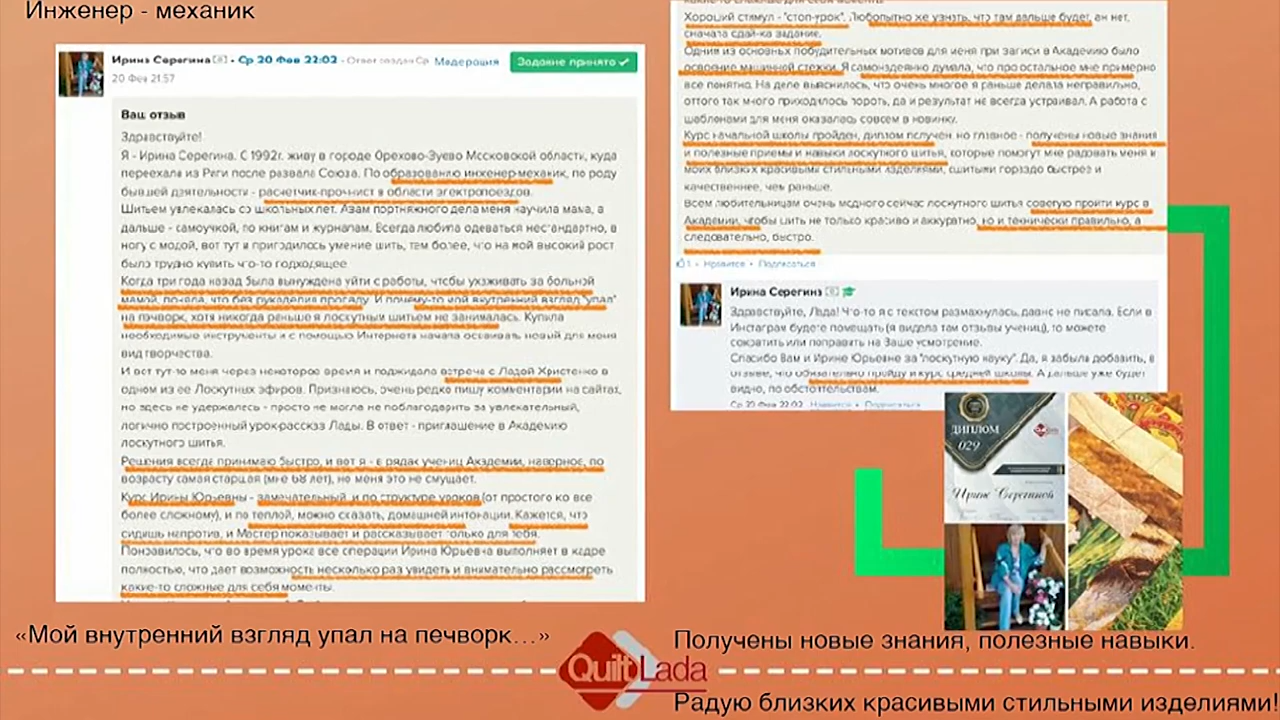 Инженер - механик
Ирина Серегина • Ср 20 Фев 22:02 - Ответ создан Ср Модерация Задание принято ✓
20 Фев 21:57
Ваш отзыв
Здравствуйте!
Я - Ирина Серегина. С 1992г. живу в городе Орехово-Зуево Московской области, куда
переехала из Риги после развала Союза. По образованию инженер-механик, по роду
бывшей деятельности - расчетчик-прочнист в области электропоездов.
Шитьем увлекалась со школьных лет. Азам портняжного дела меня научила мама, а
дальше - самоучкой, по книгам и журналам. Всегда любила одеваться нестандартно, в
ногу с модой, вот тут и пригодилось умение шить, тем более, что на мой высокий рост
было трудно купить что-то подходящее.
Когда три года назад была вынуждена уйти с работы, чтобы ухаживать за больной
мамой, поняла, что без рукоделия пропаду. И почему-то мой внутренний взгляд "упал"
на пэчворк, хотя никогда раньше я лоскутным шитьем не занималась. Купила
необходимые инструменты и с помощью Интернета начала осваивать новый для меня
вид творчества.
И вот тут-то меня через некоторое время и поджидала встреча с Ладой Христенко в
одном из ее Лоскутных эфиров. Признаюсь, очень редко пишу комментарии на сайтах,
но здесь не удержалась - просто не могла не поблагодарить за увлекательный,
логично построенный урок-рассказ Лады. В ответ - приглашение в Академию
лоскутного шитья.
Решения всегда принимаю быстро, и вот я - в рядах учениц Академии, наверное, по
возрасту самая старшая (мне 68 лет), но меня это не смущает.
Курс Ирины Юрьевны - замечательный и по структуре уроков (от простого ко все
более сложному), и по теплой, можно сказать, домашней интонации. Кажется, что
сидишь напротив, и Мастер показывает и рассказывает только для тебя.
Понравилось, что во время урока все операции Ирина Юрьевна выполняет в кадре
полностью, что дает возможность несколько раз увидеть и внимательно рассмотреть
какие-то сложные для себя моменты.
«Мой внутренний взгляд упал на печворк…»
какие-то сложные для себя моменты.
Хороший стимул - "стоп-урок". Любопытно же узнать, что там дальше будет, ан нет,
сначала сдай-ка задание.
Одним из основных побудительных мотивов для меня при записи в Академию было
освоение машинной стежки. Я самонадеянно думала, что про остальное мне примерно
все понятно. На деле выяснилось, что очень многое я раньше делала неправильно,
оттого так много приходилось пороть, да и результат не всегда устраивал. А работа с
шаблонами для меня оказалась совсем в новинку.
Курс начальной школы пройден, диплом получен, но главное - получены новые знания
и полезные приемы и навыки лоскутного шитья, которые помогут мне радовать меня и
моих близких красивыми стильными изделиями, сшитыми гораздо быстрее и
качественнее, чем раньше.
Всем любительницам очень модного сейчас лоскутного шитья советую пройти курс в
Академии, чтобы шить не только красиво и аккуратно, но и технически правильно, а
следовательно, быстро.
1 • Нравится • Подписаться
Ирина Серегина
Здравствуйте, Лада! Что-то я с текстом размахнулась, давно не писала. Если в
Инстаграм будете помещать (я видела там отзывы учениц), то можете
сократить или поправить на Ваше усмотрение.
Спасибо Вам и Ирине Юрьевне за "лоскутную науку". Да, я забыла добавить, в
отзыве, что обязательно пройду и курс средней школы. А дальше уже будет
видно, по обстоятельствам.
Ср 20 Фев 22:02 Нравится • Подписаться
ДИПЛОМ
029
Ирине Серегиной
Получены новые знания, полезные навыки.
QuiltLada
Радую близких красивыми стильными изделиями!